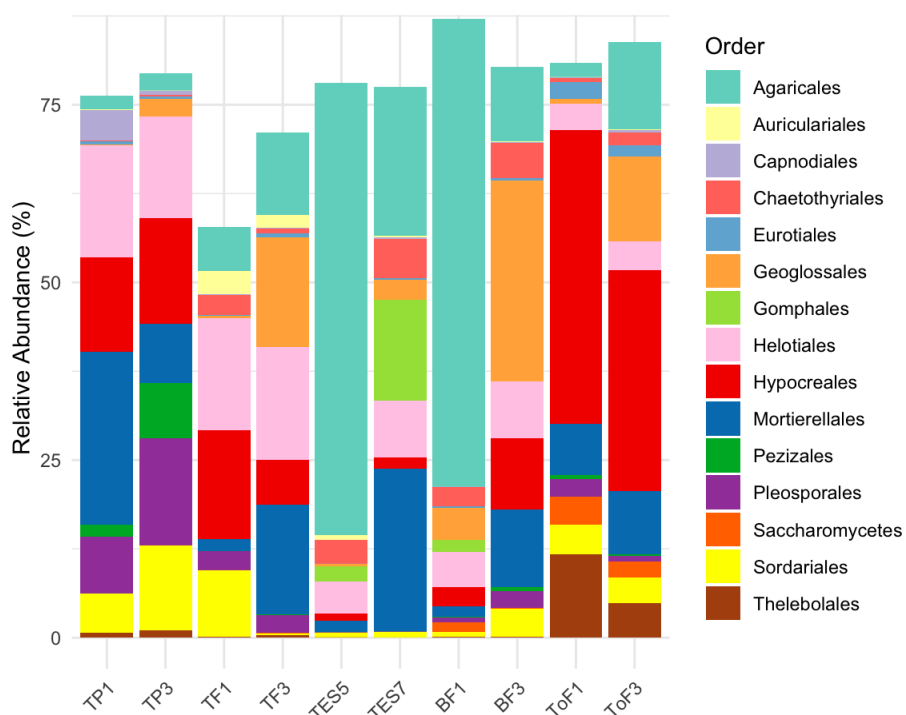 Relative Abundance (%)
75
50
25
0
TP1
TP3
TF1
TF3
TES5
TES7
BF1
BF3
ToF1
ToF3
Order
Agaricales
Auriculariales
Capnodiales
Chaetothyriales
Eurotiales
Geoglossales
Gomphales
Helotiales
Hypocreales
Mortierellales
Pezizales
Pleosporales
Saccharomycetes
Sordariales
Thelebolales